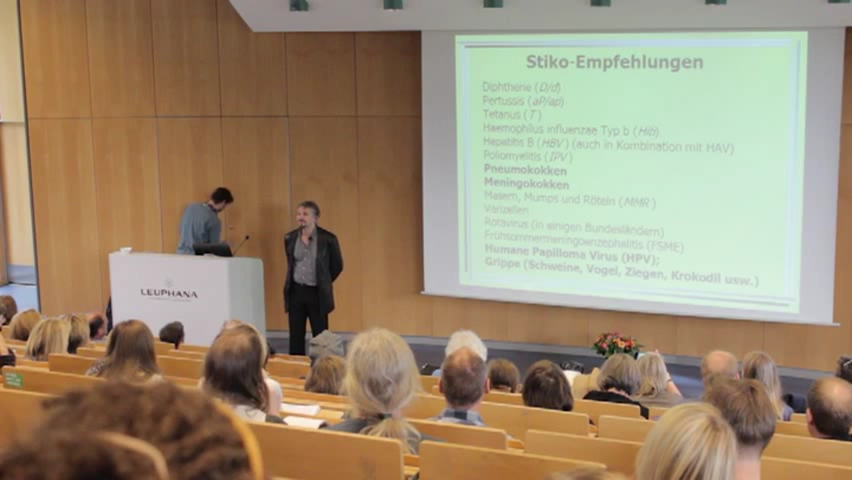 Stiko-Empfehlungen
Diphtherie (D/d)
Pertussis (aP/ap)
Tetanus (T)
Haemophilus influenzae Typ b (Hib)
Hepatitis B (HBV) (auch in Kombination mit HAV)
Poliomyelitis (IPV)
Pneumokokken
Meningokokken
Masern, Mumps und Röteln (MMR)
Varizellen
Rotavirus (in einigen Bundesländern)
Frühsommermeningoenzephalitis (FSME)
Humane Papilloma Virus (HPV);
Grippe (Schweine, Vogel, Ziegen, Krokodil usw.)
LEUPHANA